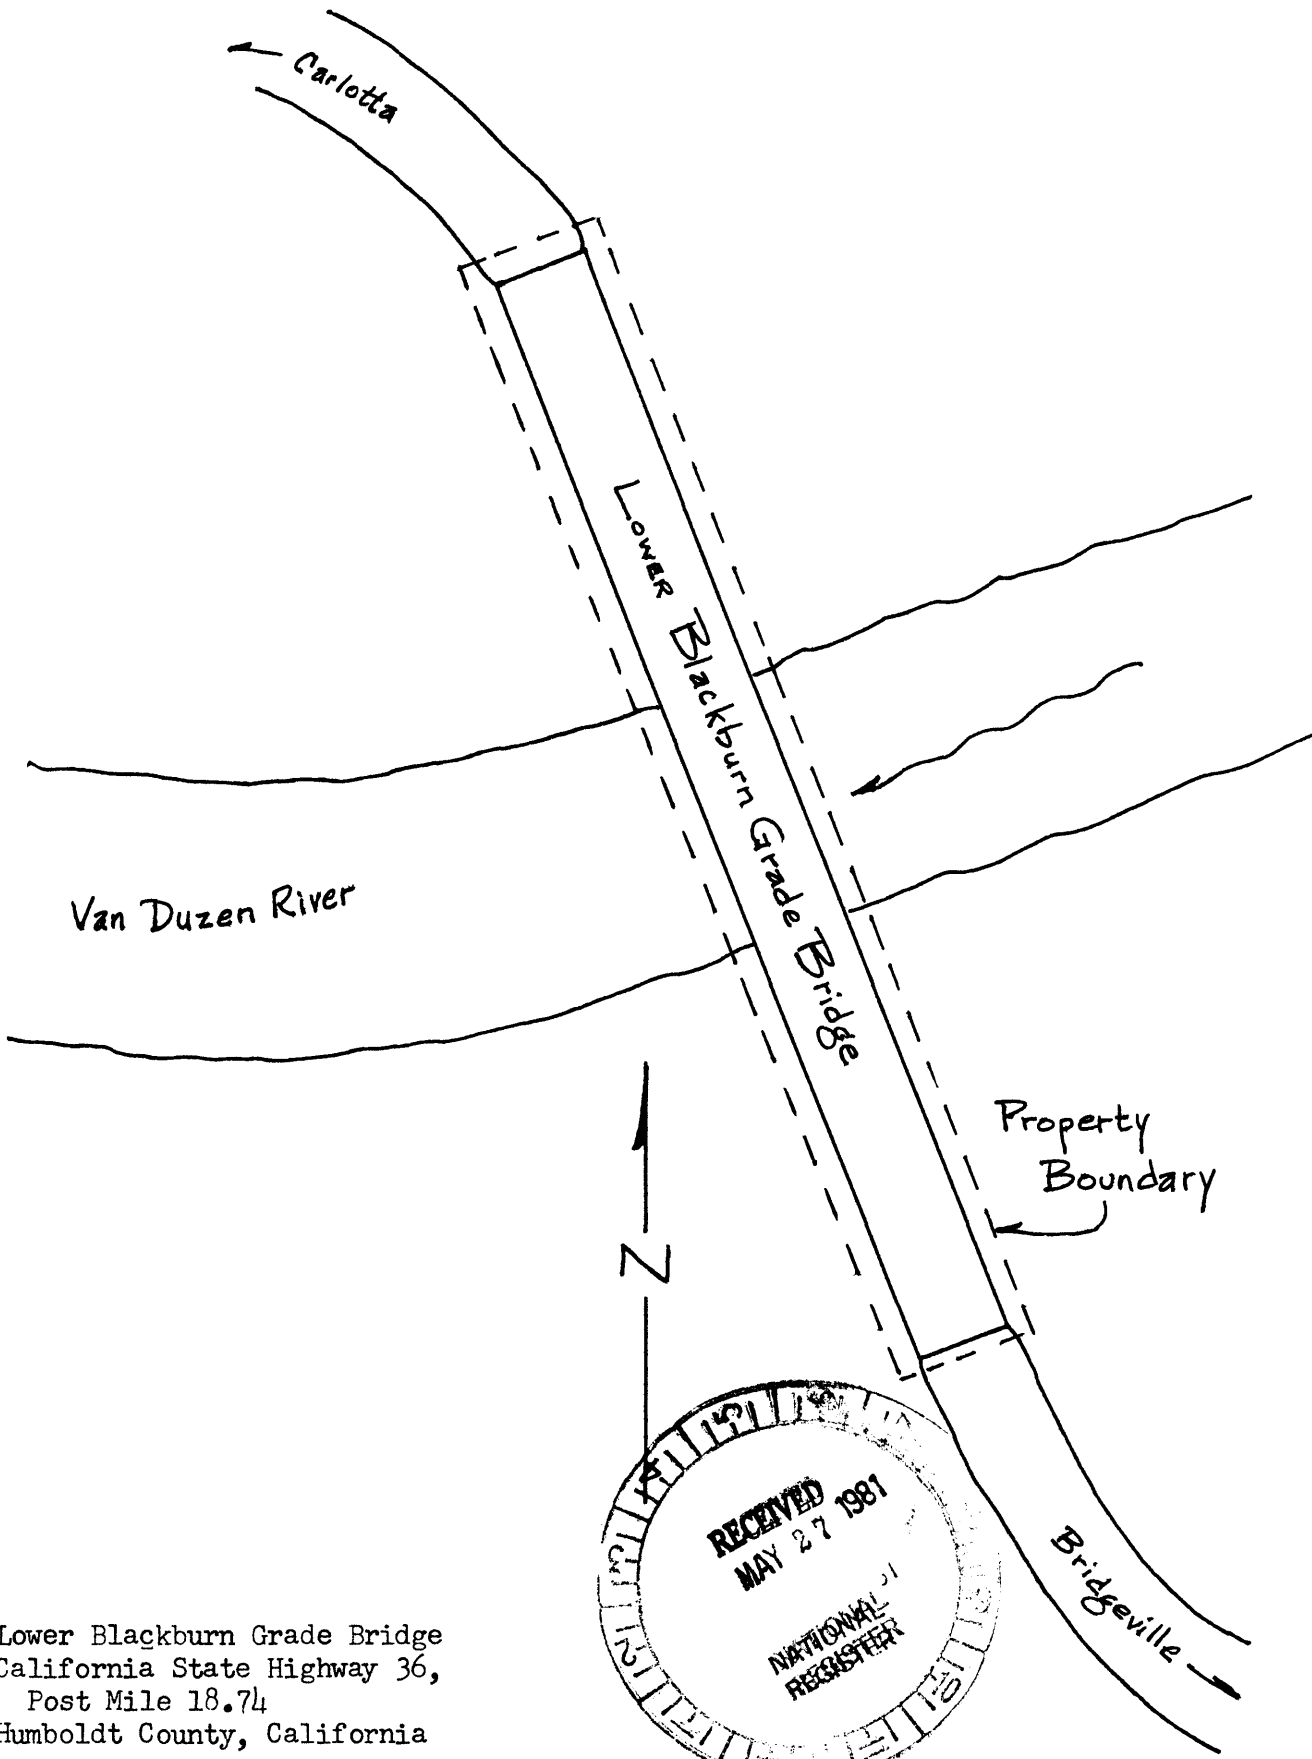 Carlotta
LOWER Blackburn Grade Bridge
Van Duzen River
Property
Boundary
N
RECEIVED
MAY 27 1981
NATIONAL
REGISTER
Bridgeville
Lower Blackburn Grade Bridge
California State Highway 36,
Post Mile 18.74
Humboldt County, California